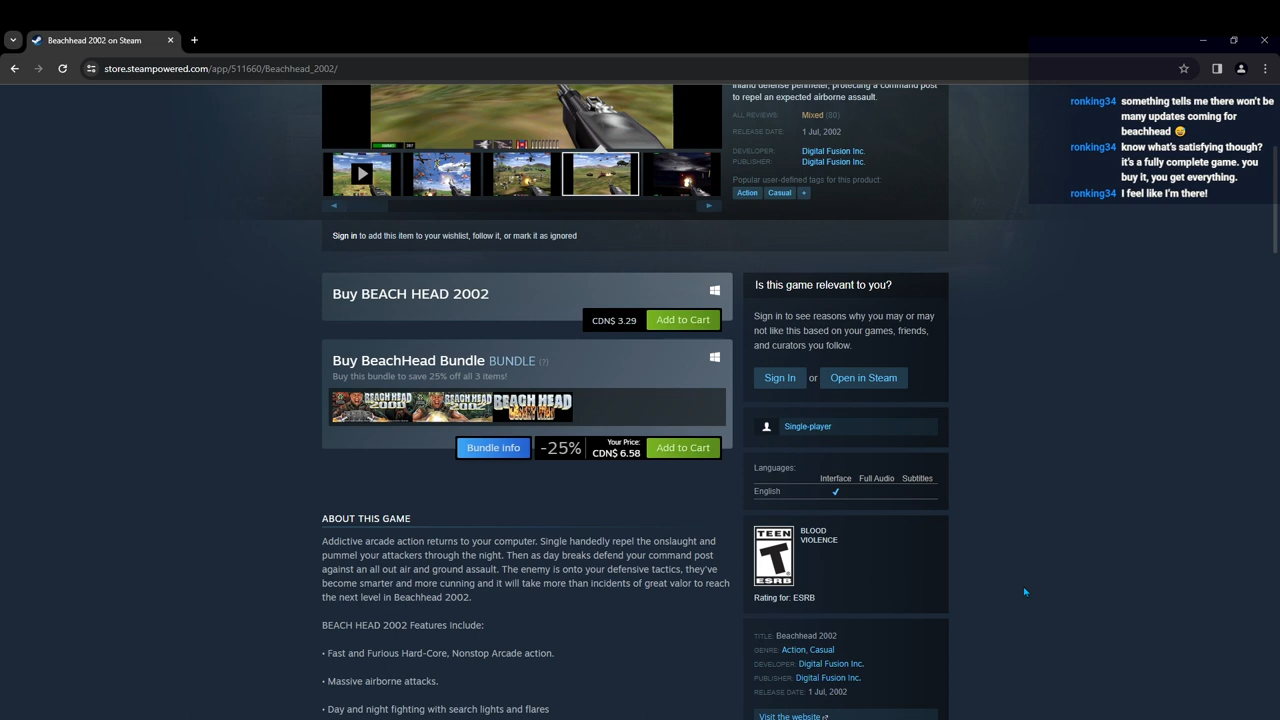 Beachhead 2002 on Steam
store.steampowered.com/app/511660/Beachhead_2002/
ronking34 something tells me there won't be
many updates coming for
beachhead 😄
ronking34 know what's satisfying though?
it's a fully complete game. you
buy it, you get everything.
ronking34 I feel like I'm there!
inland defense perimeter, protecting a command post
to repel an expected airborne assault.
ALL REVIEWS: Mixed (80)
RELEASE DATE: 1 Jul, 2002
DEVELOPER: Digital Fusion Inc.
PUBLISHER: Digital Fusion Inc.
Popular user-defined tags for this product:
Action Casual +
Sign in to add this item to your wishlist, follow it, or mark it as ignored
Buy BEACH HEAD 2002
CDN$ 3.29 Add to Cart
Buy BeachHead Bundle BUNDLE (?)
Buy this bundle to save 25% off all 3 items!
BEACH HEAD 2000 BEACH HEAD 2002 BEACH HEAD DESERT WAR
Bundle info -25% Your Price: CDN$ 6.58 Add to Cart
ABOUT THIS GAME
Addictive arcade action returns to your computer. Single handedly repel the onslaught and
pummel your attackers through the night. Then as day breaks defend your command post
against an all out air and ground assault. The enemy is onto your defensive tactics, they've
become smarter and more cunning and it will take more than incidents of great valor to reach
the next level in Beachhead 2002.
BEACH HEAD 2002 Features Include:
• Fast and Furious Hard-Core, Nonstop Arcade action.
• Massive airborne attacks.
• Day and night fighting with search lights and flares
Is this game relevant to you?
Sign in to see reasons why you may or may
not like this based on your games, friends,
and curators you follow.
Sign In or Open in Steam
Single-player
Languages:
Interface Full Audio Subtitles
English ✔
TEEN
T
ESRB
BLOOD
VIOLENCE
Rating for: ESRB
TITLE: Beachhead 2002
GENRE: Action, Casual
DEVELOPER: Digital Fusion Inc.
PUBLISHER: Digital Fusion Inc.
RELEASE DATE: 1 Jul, 2002
Visit the website